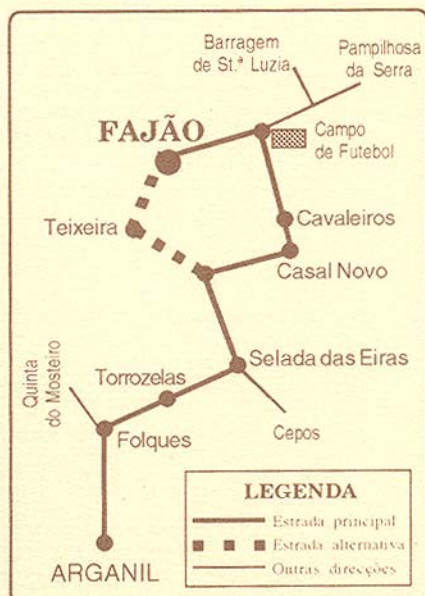 Barragem
de St.ª Luzia
Pampilhosa
da Serra
FAJÃO
Campo
de Futebol
Teixeira
Cavaleiros
Casal Novo
Selada das Eiras
Quinta
do Mosteiro
Torrozelas
Cepos
Folques
ARGANIL
LEGENDA
Estrada principal
Estrada alternativa
Outras direcções